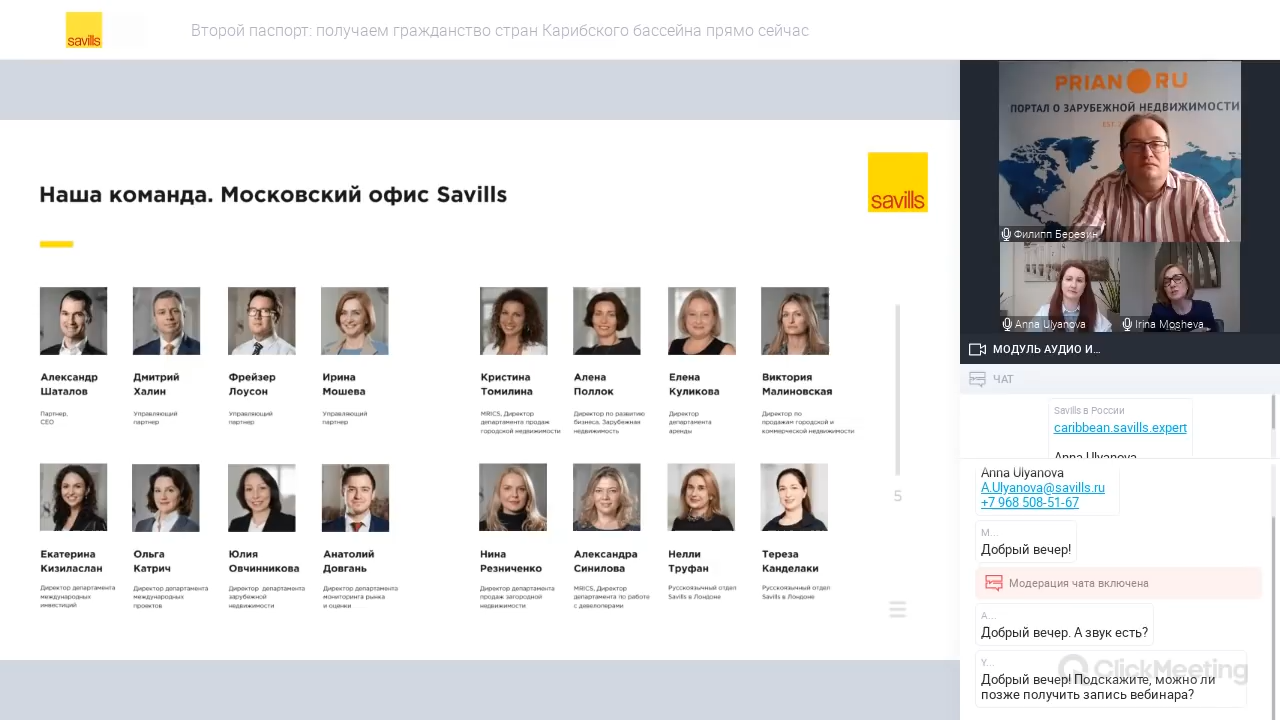 savills
Второй паспорт: получаем гражданство стран Карибского бассейна прямо сейчас
Наша команда. Московский офис Savills
savills
Александр
Шаталов
Партнер,
CEO
Дмитрий
Халин
Управляющий
партнер
Фрейзер
Лоусон
Управляющий
партнер
Ирина
Мошева
Управляющий
партнер
Кристина
Томилина
MRICS, Директор
департамента продаж
городской недвижимости
Алена
Поллок
Директор по развитию
бизнеса. Зарубежная
недвижимость
Елена
Куликова
Директор
департамента
аренды
Виктория
Малиновская
Директор по
продажам городской и
коммерческой недвижимости
Екатерина
Кизиласлан
Директор департамента
международных
инвестиций
Ольга
Катрич
Директор департамента
международных
проектов
Юлия
Овчинникова
Директор департамента
зарубежной
недвижимости
Анатолий
Довгань
Директор департамента
мониторинга рынка
и оценки
Нина
Резниченко
Директор департамента
продаж загородной
недвижимости
Александра
Синилова
MRICS, Директор
департамента по работе
с девелоперами
Нелли
Труфан
Русскоязычный отдел
Savills в Лондоне
Тереза
Канделаки
Русскоязычный отдел
Savills в Лондоне
5
PRIAN RU
ПОРТАЛ О ЗАРУБЕЖНОЙ НЕДВИЖИМОСТИ
Филипп Березин
Anna Ulyanova
Irina Mosheva
МОДУЛЬ АУДИО И...
ЧАТ
Savills в России
caribbean.savills.expert
Anna Ulyanova
Anna Ulyanova
A.Ulyanova@savills.ru
+7 968 508-51-67
М...
Добрый вечер!
Модерация чата включена
А...
Добрый вечер. А звук есть?
Y...
Добрый вечер! Подскажите, можно ли
позже получить запись вебинара?
ClickMeeting